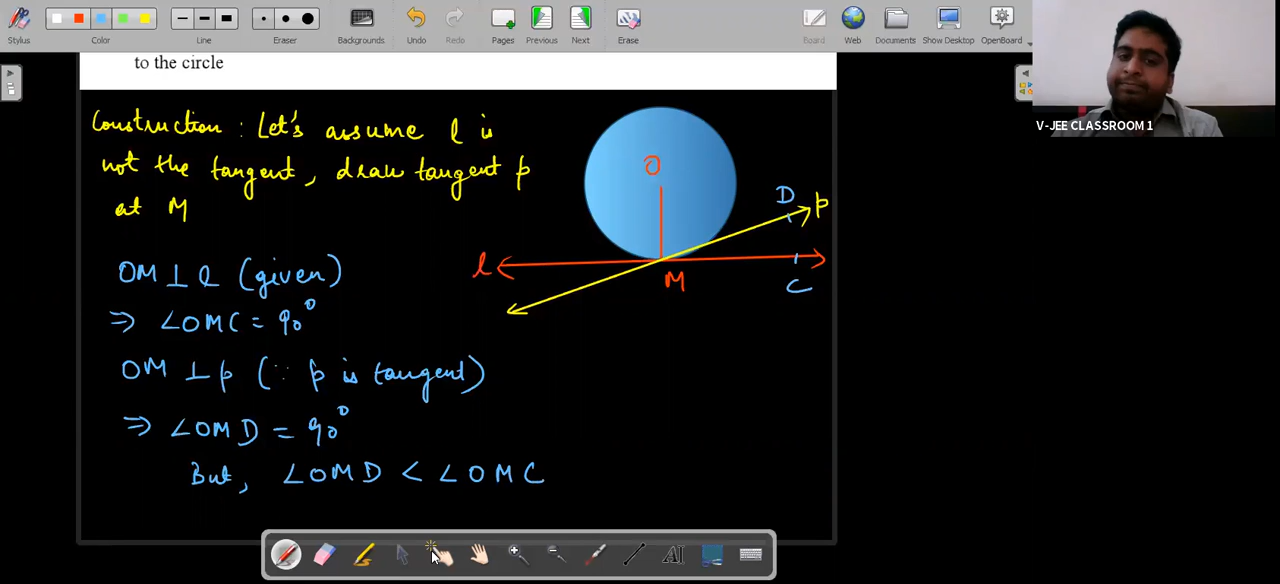 Stylus Color Line Eraser Backgrounds Undo Redo Pages Previous Next Erase Board Web Documents Show Desktop OpenBoard
to the circle
V-JEE CLASSROOM 1
Construction : Let's assume l is
not the tangent, draw tangent p
at M
O
D
p
l
M
C
OM ⊥ l (given)
⇒ ∠OMC = 90°
OM ⊥ p (∵ p is tangent)
⇒ ∠OMD = 90°
But, ∠OMD < ∠OMC
AI